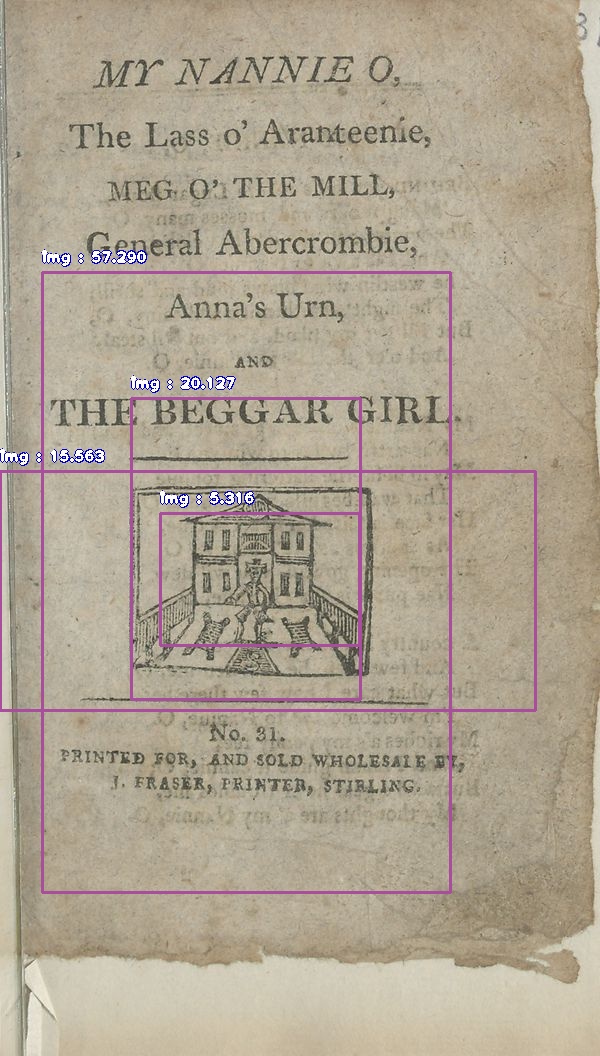 MY NANNIE O,
The Lass o' Aranteenie,
MEG O' THE MILL,
General Abercrombie,
img : 57.290
Anna's Urn,
AND
img : 20.127
THE BEGGAR GIRL.
img : 15.563
img : 5.316
No. 31.
PRINTED FOR, AND SOLD WHOLESALE BY,
J. FRASER, PRINTER, STIRLING.